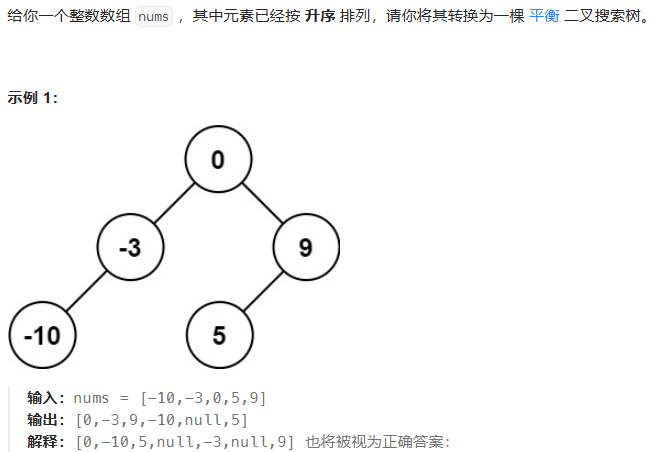 给你一个整数数组 nums ，其中元素已经按 升序 排列，请你将其转换为一棵 平衡 二叉搜索树。
示例 1：
0
-3 9
-10 5
输入：nums = [-10,-3,0,5,9]
输出：[0,-3,9,-10,null,5]
解释：[0,-10,5,null,-3,null,9] 也将被视为正确答案：